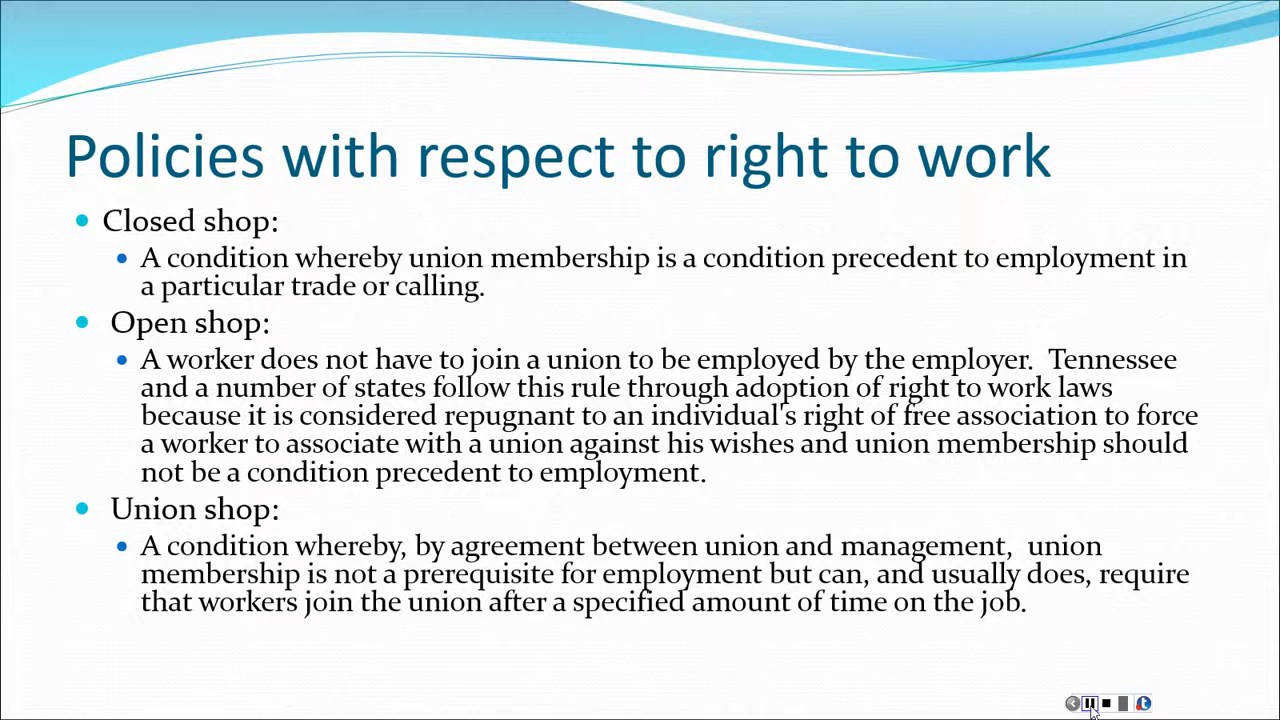 Policies with respect to right to work
Closed shop:
A condition whereby union membership is a condition precedent to employment in
a particular trade or calling.
Open shop:
A worker does not have to join a union to be employed by the employer.  Tennessee
and a number of states follow this rule through adoption of right to work laws
because it is considered repugnant to an individual's right of free association to force
a worker to associate with a union against his wishes and union membership should
not be a condition precedent to employment.
Union shop:
A condition whereby, by agreement between union and management,  union
membership is not a prerequisite for employment but can, and usually does, require
that workers join the union after a specified amount of time on the job.